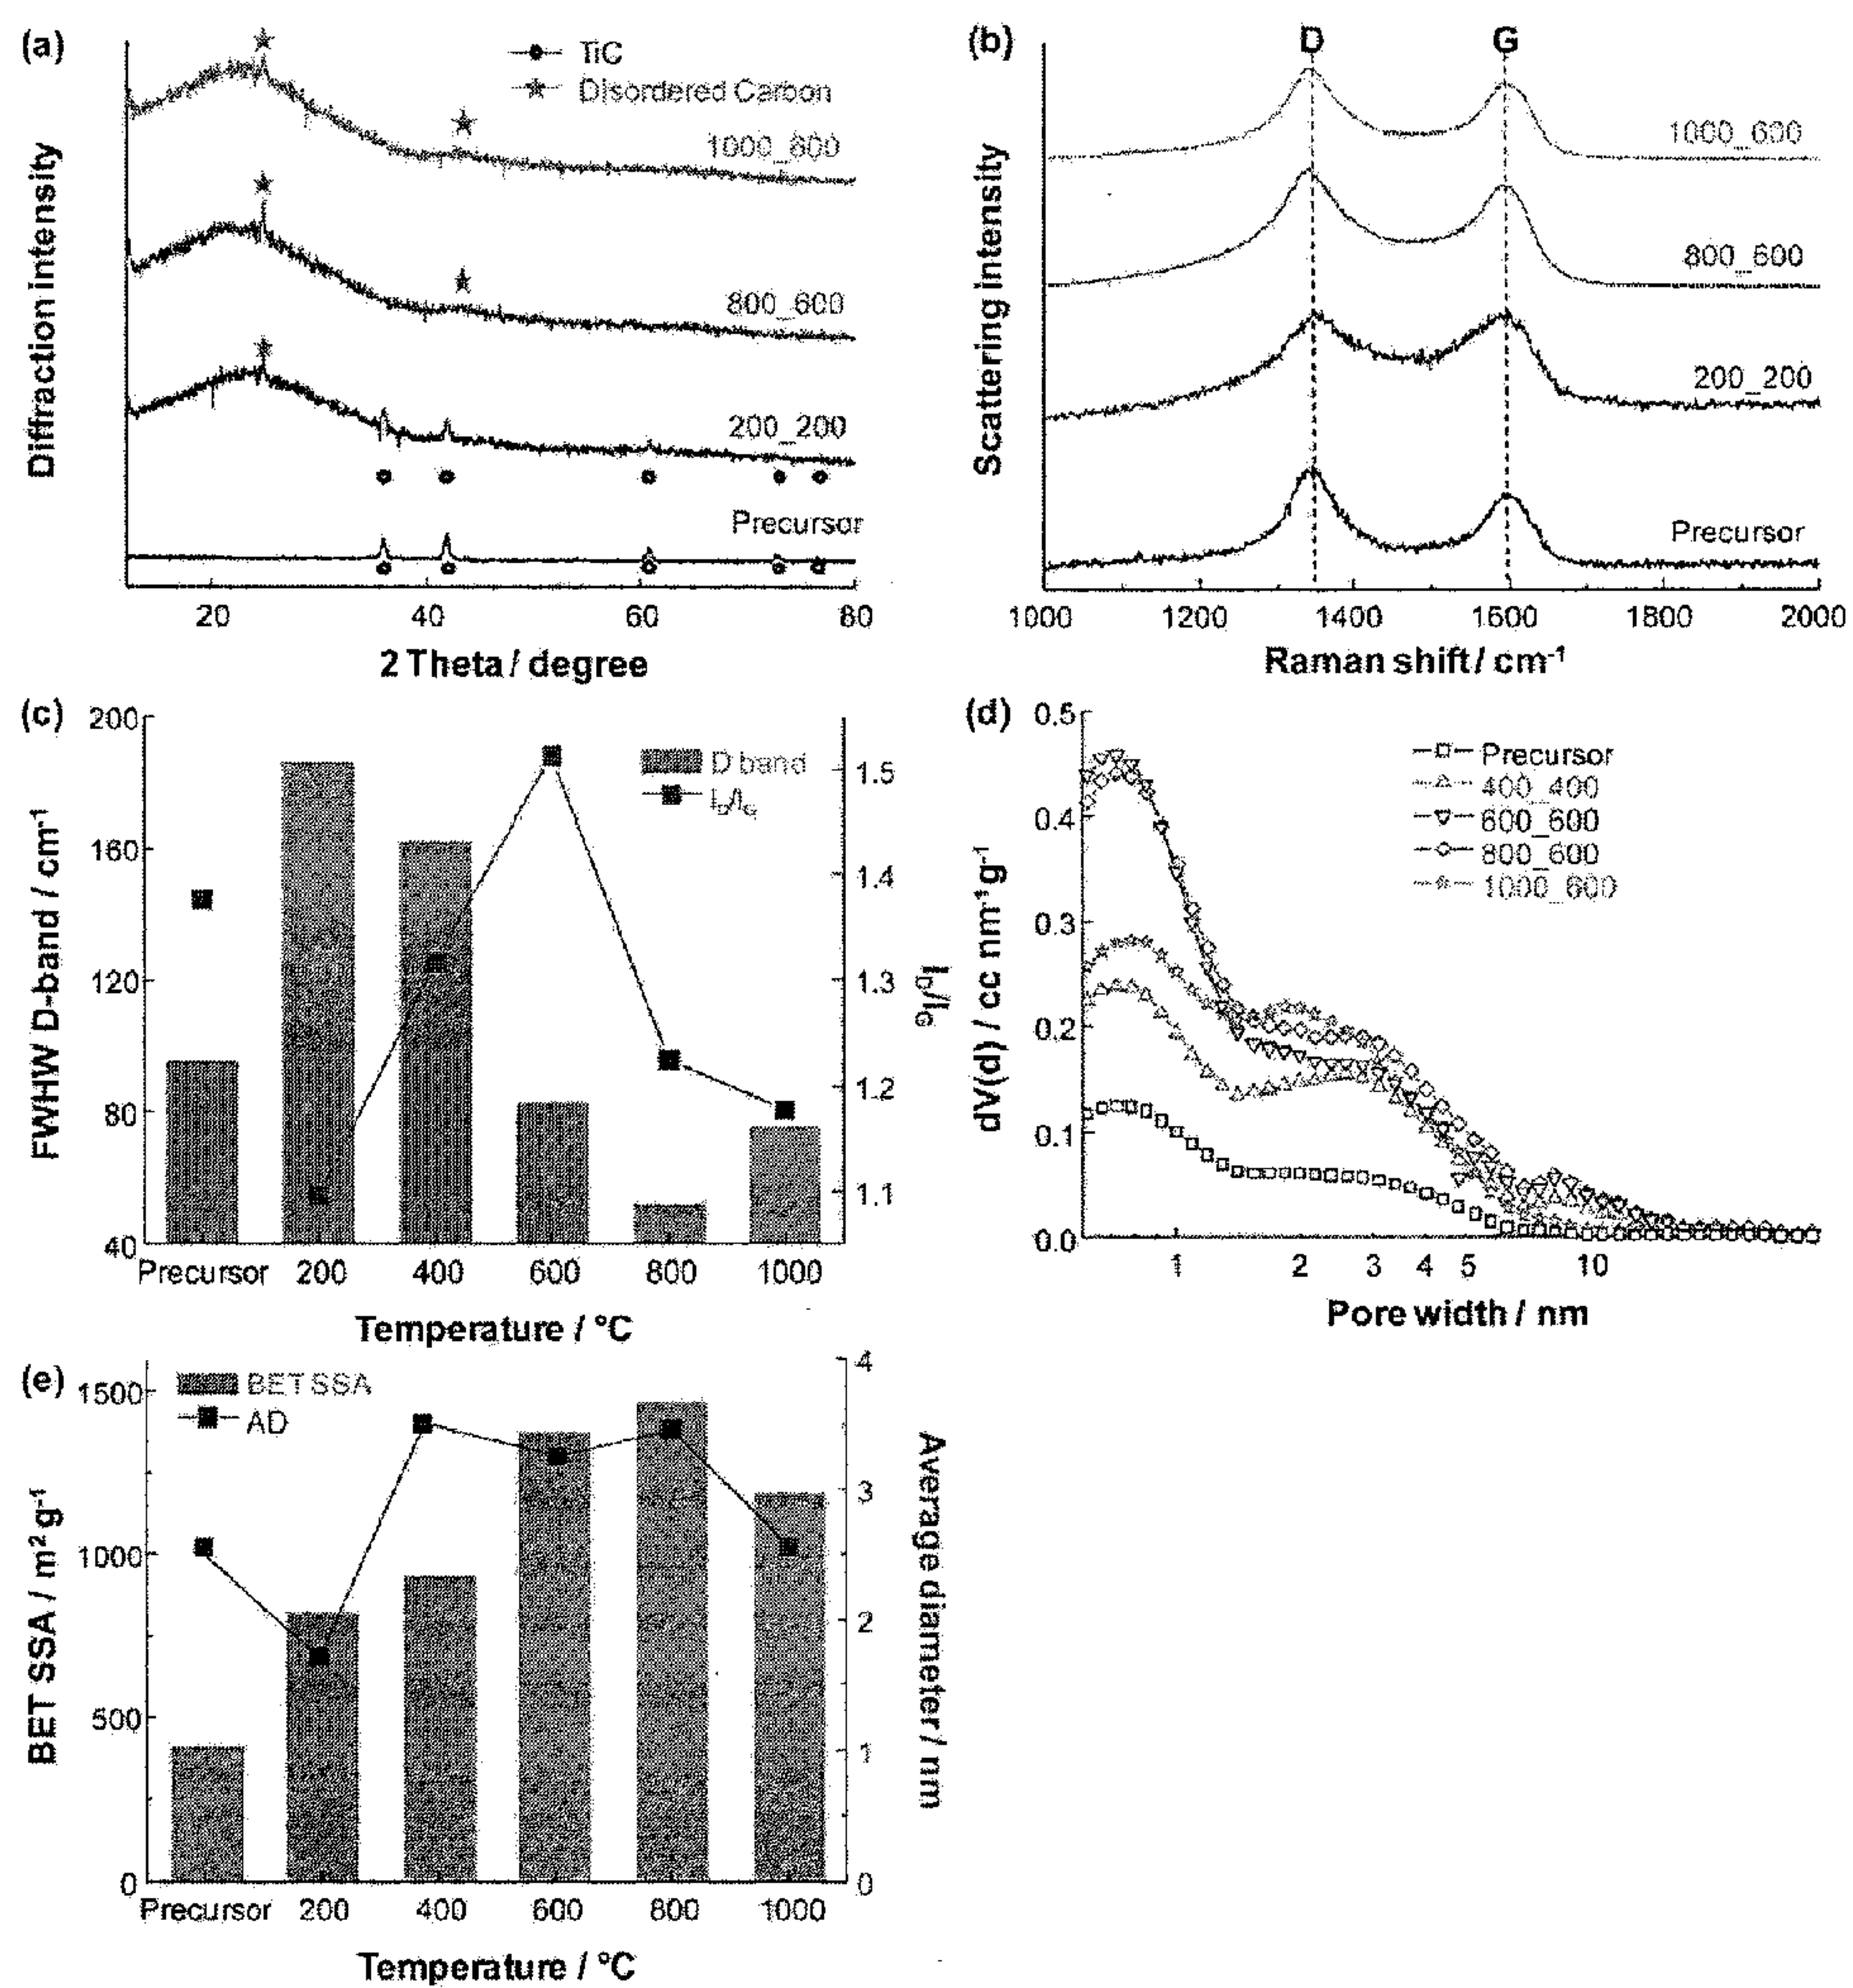 (a)
TiC
Disordered Carbon
1000_600
800_600
200_200
Precursor
Diffraction intensity
20 40 60 80
2 Theta / degree
(b)
D G
1000_600
800_600
200_200
Precursor
Scattering intensity
1000 1200 1400 1600 1800 2000
Raman shift / cm-1
(c)
200
160
120
80
40
FWHW D-band / cm-1
D band
ID/IG
1.5
1.4
1.3
1.2
1.1
ID/IG
Precursor 200 400 600 800 1000
Temperature / °C
(d)
0.5
0.4
0.3
0.2
0.1
0.0
dV(d) / cc nm-1g-1
Precursor
400_400
600_600
800_600
1000_600
1 2 3 4 5 10
Pore width / nm
(e)
1500
1000
500
0
BET SSA / m2 g-1
BET SSA
AD
4
3
2
1
0
Average diameter / nm
Precursor 200 400 600 800 1000
Temperature / °C